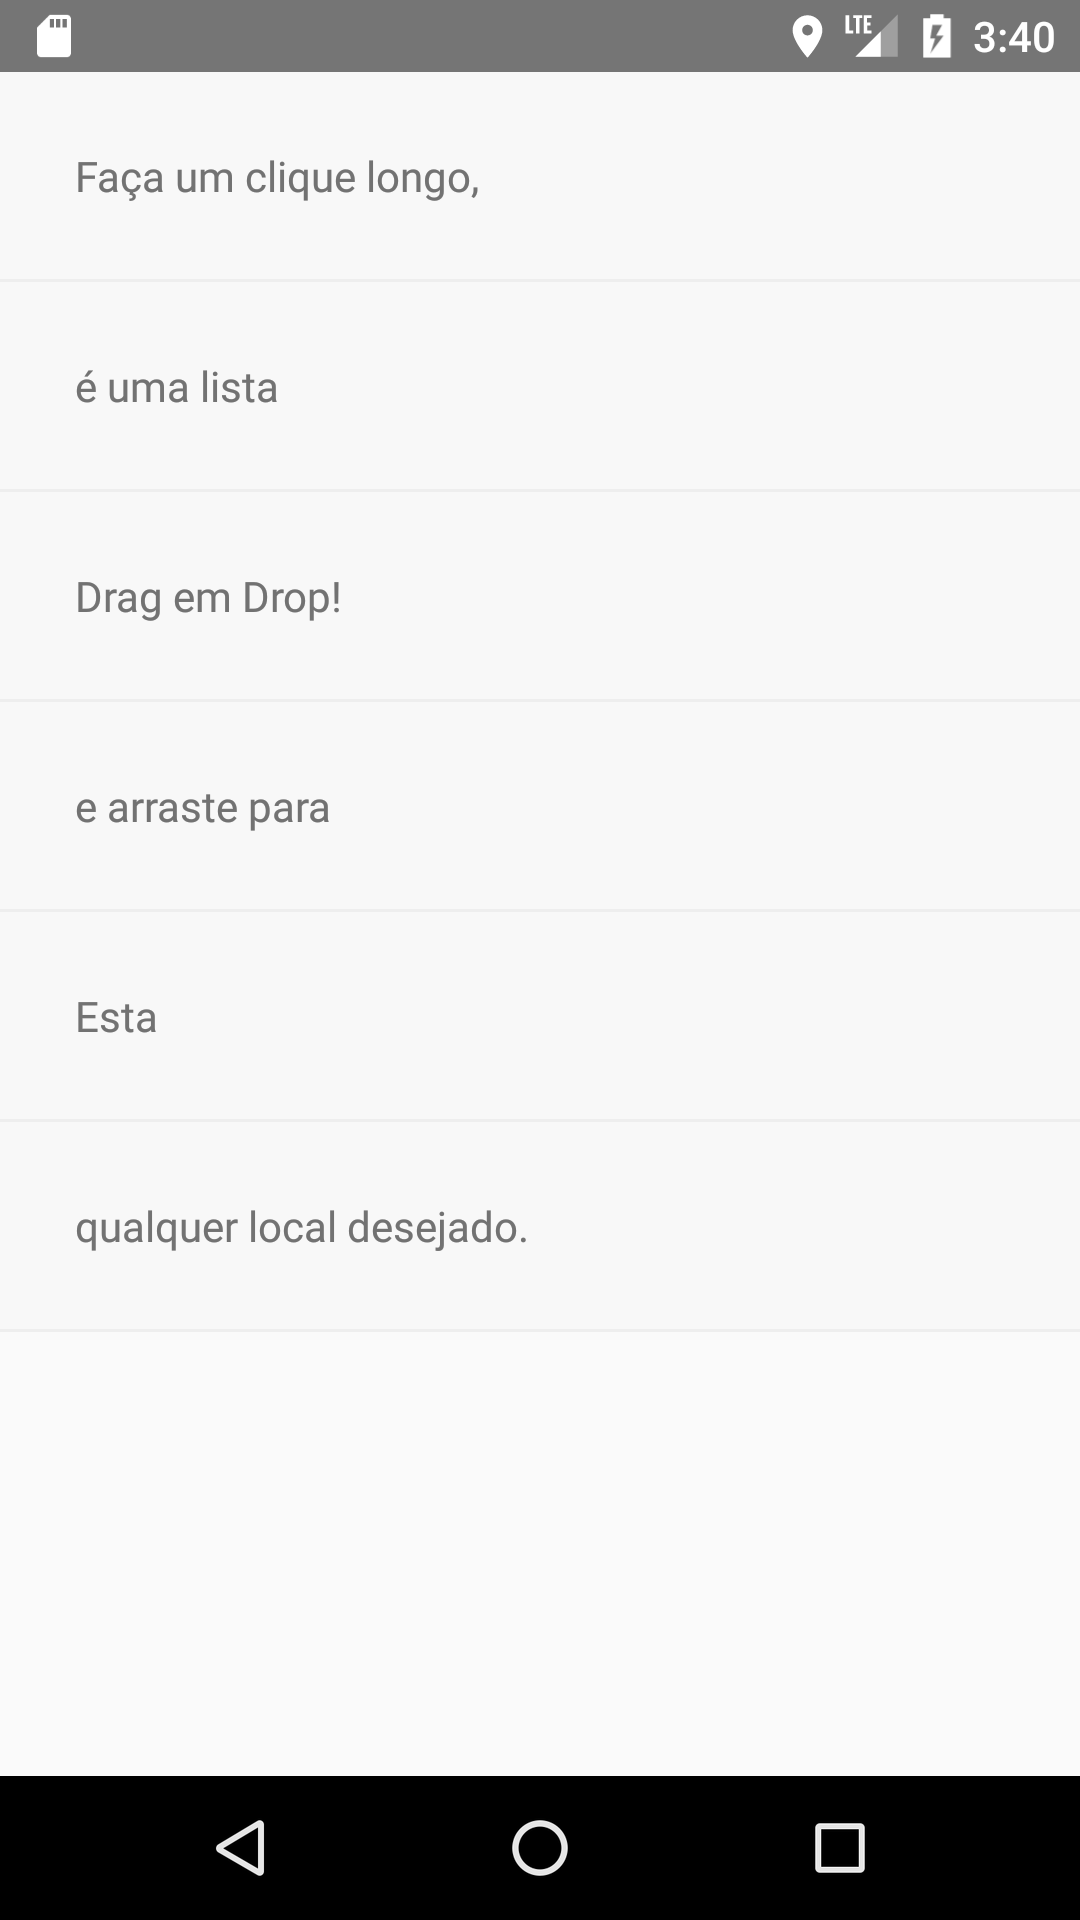 LTE 3:40
Faça um clique longo,
é uma lista
Drag em Drop!
e arraste para
Esta
qualquer local desejado.